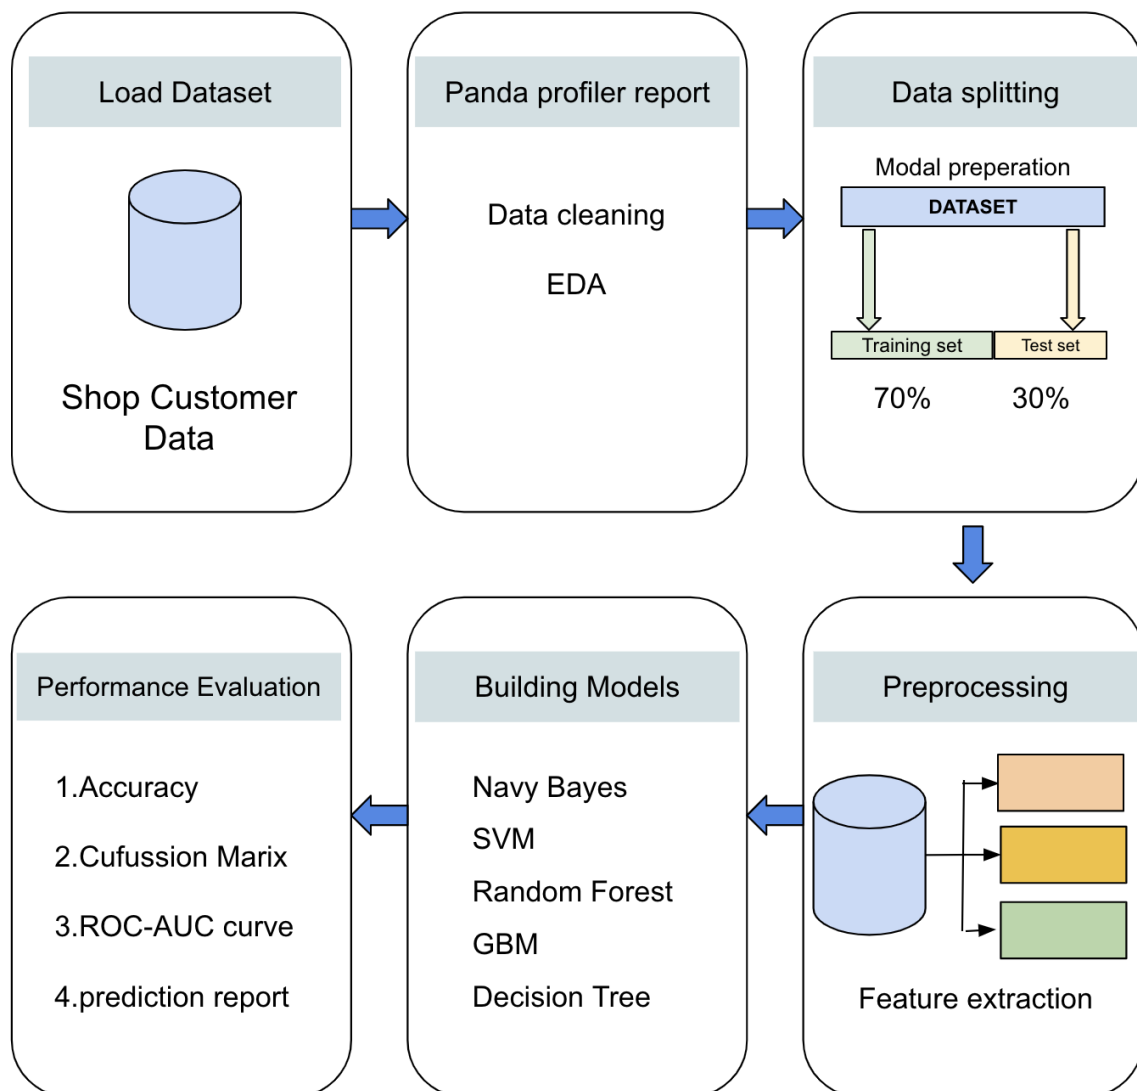 Load Dataset
Shop Customer
Data
Panda profiler report
Data cleaning
EDA
Data splitting
Modal preperation
DATASET
Training set
Test set
70%
30%
Preprocessing
Feature extraction
Building Models
Navy Bayes
SVM
Random Forest
GBM
Decision Tree
Performance Evaluation
1.Accuracy
2.Cufussion Marix
3.ROC-AUC curve
4.prediction report